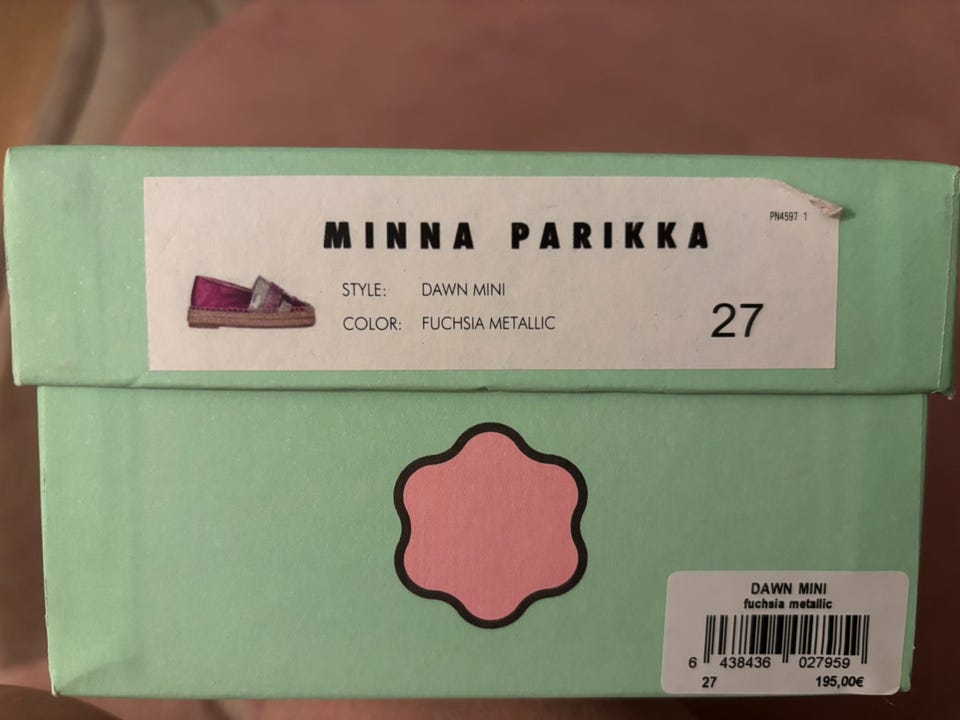 MINNA PARIKKA
PN4597 1
STYLE: DAWN MINI
COLOR: FUCHSIA METALLIC
27
DAWN MINI
fuchsia metallic
6 438436 027959
27 195,00€